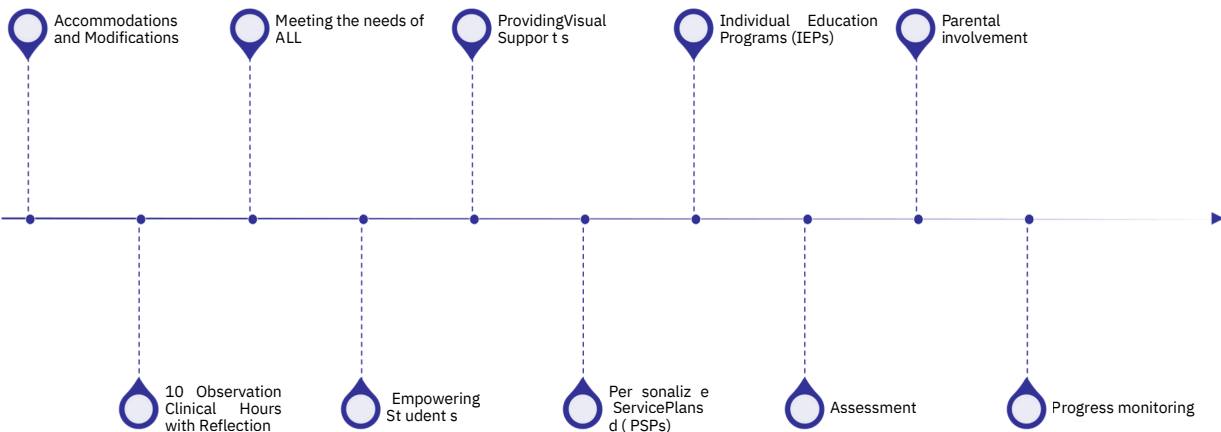 Accommodations
and Modifications
Meeting the needs of
ALL
ProvidingVisual
Suppor t s
Individual Education
Programs (IEPs)
Parental
involvement
10 Observation
Clinical Hours
with Reflection
Empowering
St udent s
Per sonaliz e
ServicePlans
d ( PSPs)
Assessment
Progress monitoring